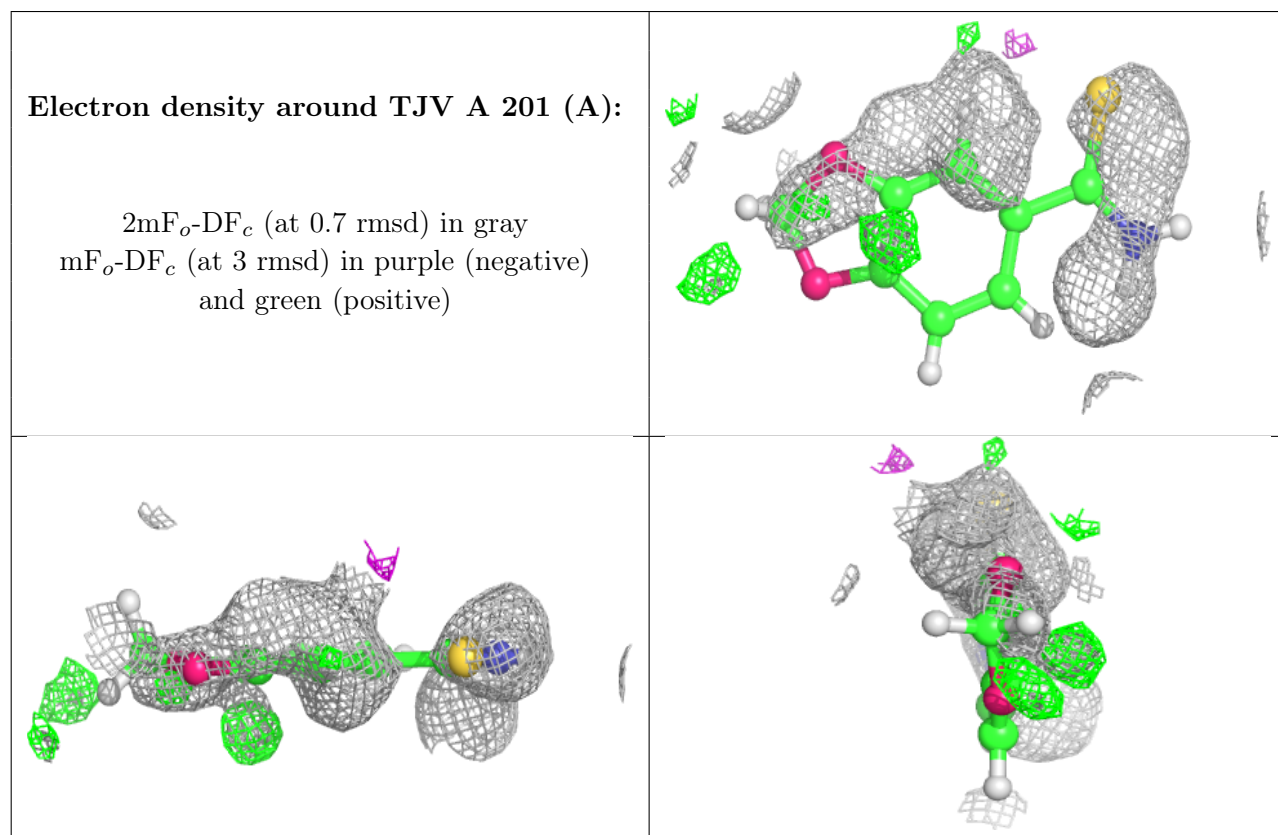 Electron density around TJV A 201 (A):
2mFo-DFc (at 0.7 rmsd) in gray
mFo-DFc (at 3 rmsd) in purple (negative)
and green (positive)